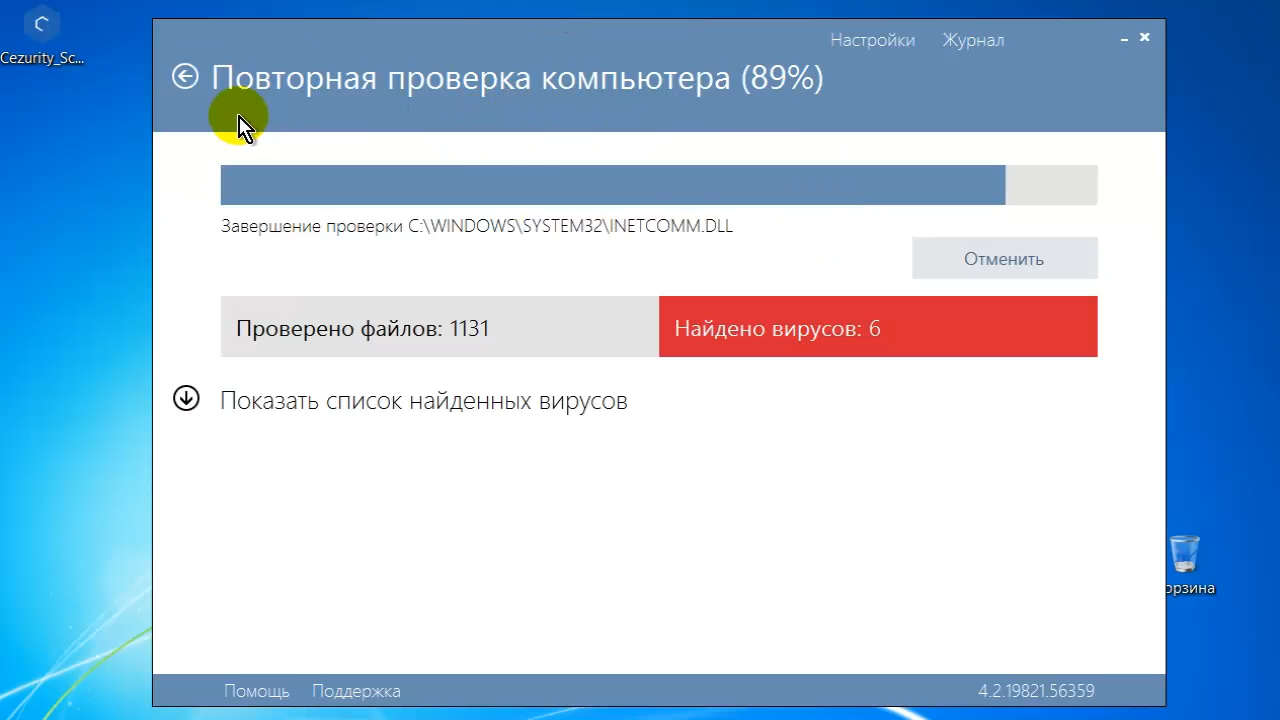 Cezurity_Sc...
Настройки Журнал
Повторная проверка компьютера (89%)
Завершение проверки C:\WINDOWS\SYSTEM32\INETCOMM.DLL
Отменить
Проверено файлов: 1131 Найдено вирусов: 6
Показать список найденных вирусов
орзина
Помощь Поддержка 4.2.19821.56359